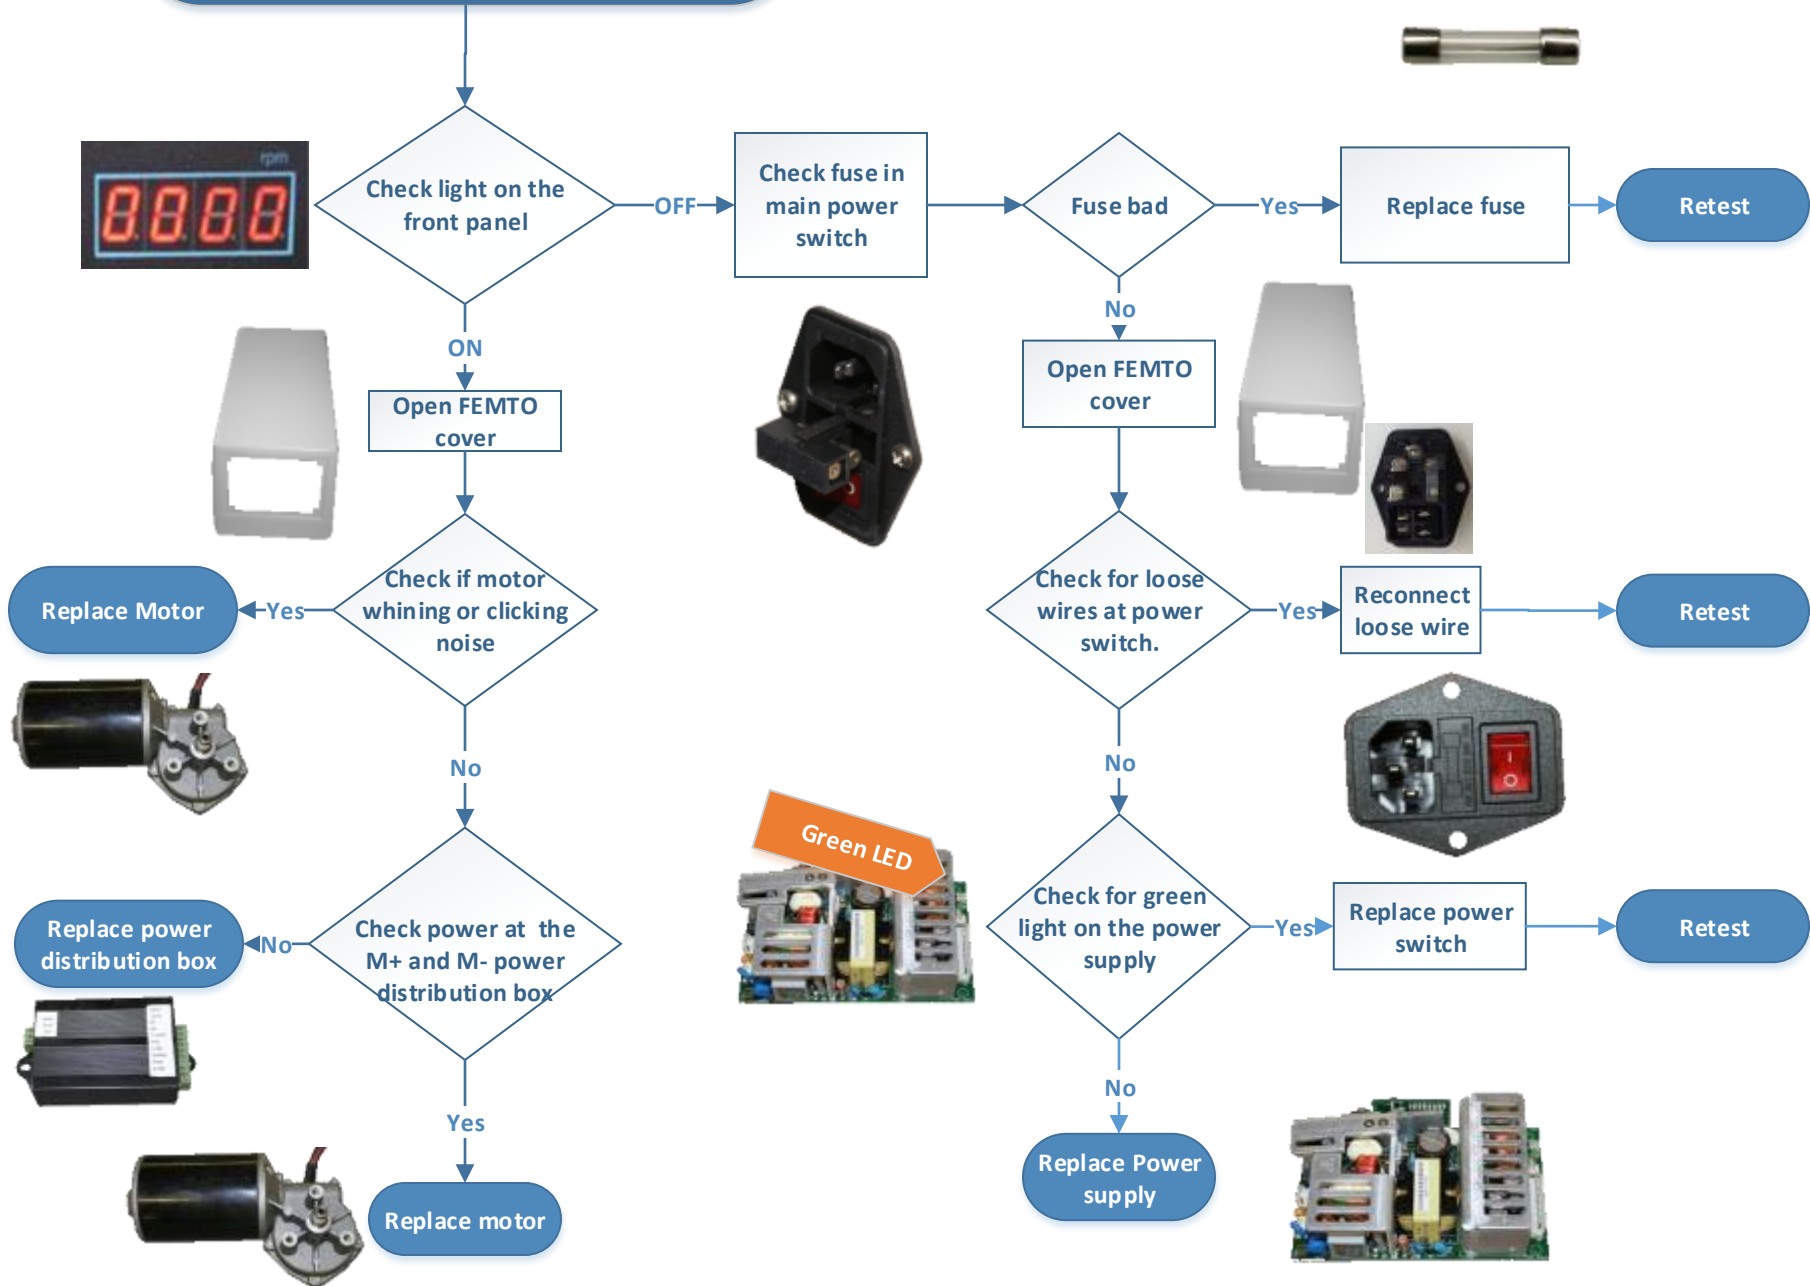 rpm
0000
Check light on the
front panel
OFF
Check fuse in
main power
switch
Fuse bad
Yes
Replace fuse
Retest
ON
No
Open FEMTO
cover
Open FEMTO
cover
Check if motor
whining or clicking
noise
Yes
Replace Motor
Check for loose
wires at power
switch.
Yes
Reconnect
loose wire
Retest
No
No
Green LED
Check power at the
M+ and M- power
distribution box
No
Replace power
distribution box
Check for green
light on the power
supply
Yes
Replace power
switch
Retest
Yes
No
Replace motor
Replace Power
supply